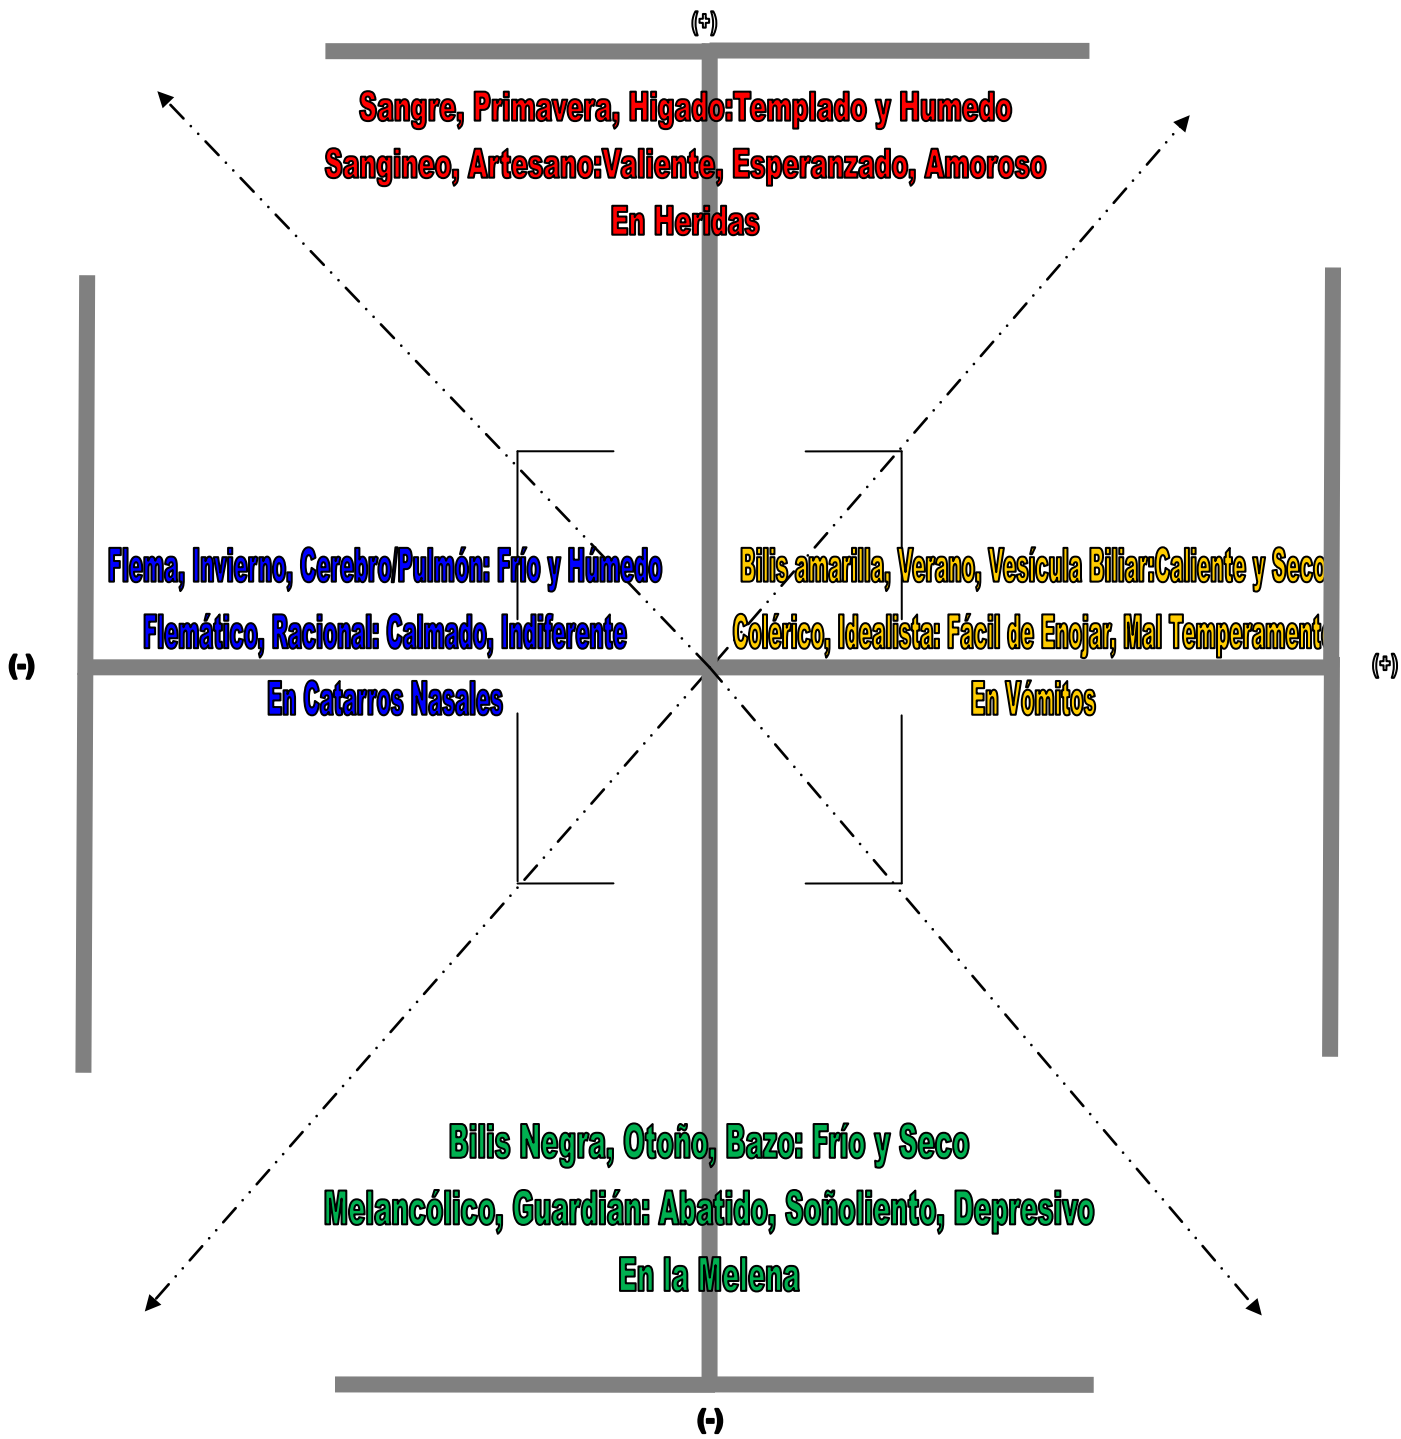 (+)
Sangre, Primavera, Higado:Templado y Humedo
Sangineo, Artesano:Valiente, Esperanzado, Amoroso
En Heridas
Flema, Invierno, Cerebro/Pulmón: Frío y Húmedo
Flemático, Racional: Calmado, Indiferente
En Catarros Nasales
Bilis amarilla, Verano, Vesícula Biliar:Caliente y Seco
Colérico, Idealista: Fácil de Enojar, Mal Temperamento
En Vómitos
(-)
(+)
Bilis Negra, Otoño, Bazo: Frío y Seco
Melancólico, Guardián: Abatido, Soñoliento, Depresivo
En la Melena
(-)